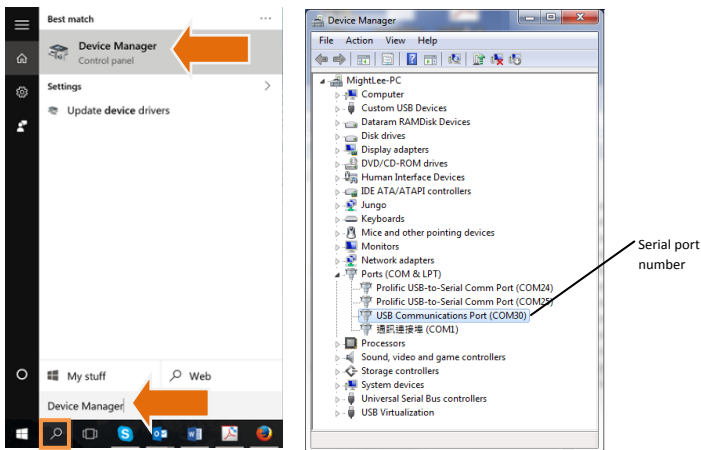 Best match
Device Manager
Control panel
Settings
Update device drivers
My stuff
Web
Device Manager
Device Manager
File Action View Help
MightLee-PC
Computer
Custom USB Devices
Dataram RAMDisk Devices
Disk drives
Display adapters
DVD/CD-ROM drives
Human Interface Devices
IDE ATA/ATAPI controllers
Jungo
Keyboards
Mice and other pointing devices
Monitors
Network adapters
Ports (COM & LPT)
Prolific USB-to-Serial Comm Port (COM24)
Prolific USB-to-Serial Comm Port (COM25)
USB Communications Port (COM30)
通訊連接埠 (COM1)
Processors
Sound, video and game controllers
Storage controllers
System devices
Universal Serial Bus controllers
USB Virtualization
Serial port
number